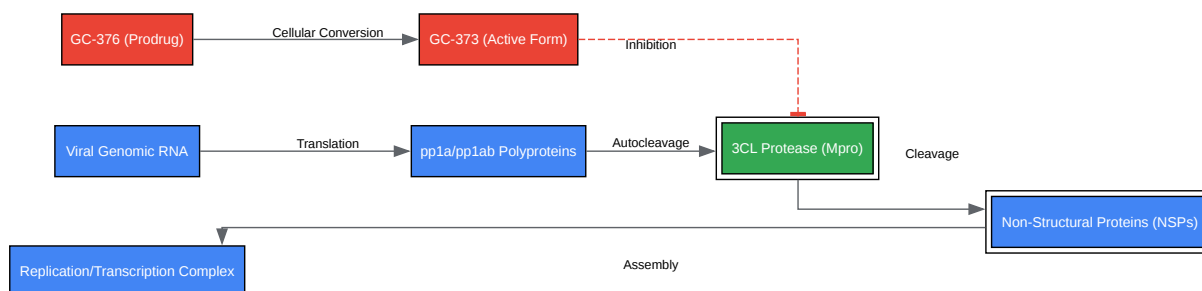 GC-376 (Prodrug)
Cellular Conversion
GC-373 (Active Form)
Inhibition
Viral Genomic RNA
Translation
pp1a/pp1ab Polyproteins
Autocleavage
3CL Protease (Mpro)
Cleavage
Non-Structural Proteins (NSPs)
Replication/Transcription Complex
Assembly